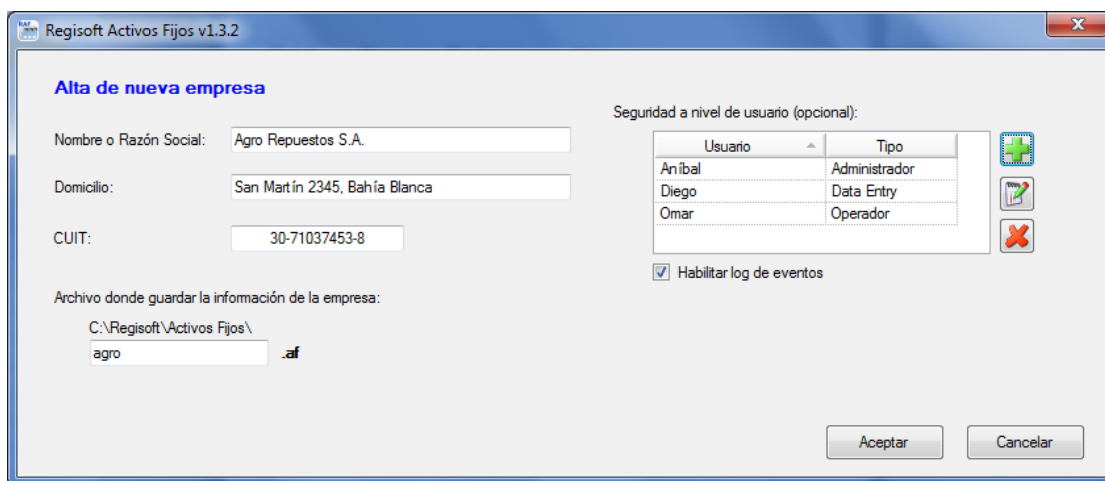 Regisoft Activos Fijos v1.3.2
Alta de nueva empresa
Nombre o Razón Social: Agro Repuestos S.A.
Domicilio: San Martín 2345, Bahía Blanca
CUIT: 30-71037453-8
Archivo donde guardar la información de la empresa:
C:\Regisoft\Activos Fijos\
agro .af
Seguridad a nivel de usuario (opcional):
Usuario Tipo
Aníbal Administrador
Diego Data Entry
Omar Operador
Habilitar log de eventos
Aceptar Cancelar